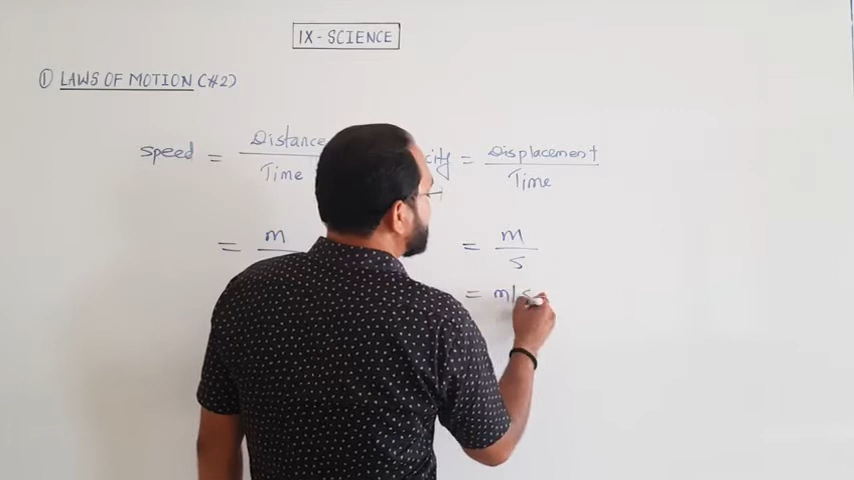 IX-SCIENCE
① LAWS OF MOTION (#2)
speed = Distance / Time city = Displacement / Time
= m = m / s
= m/s